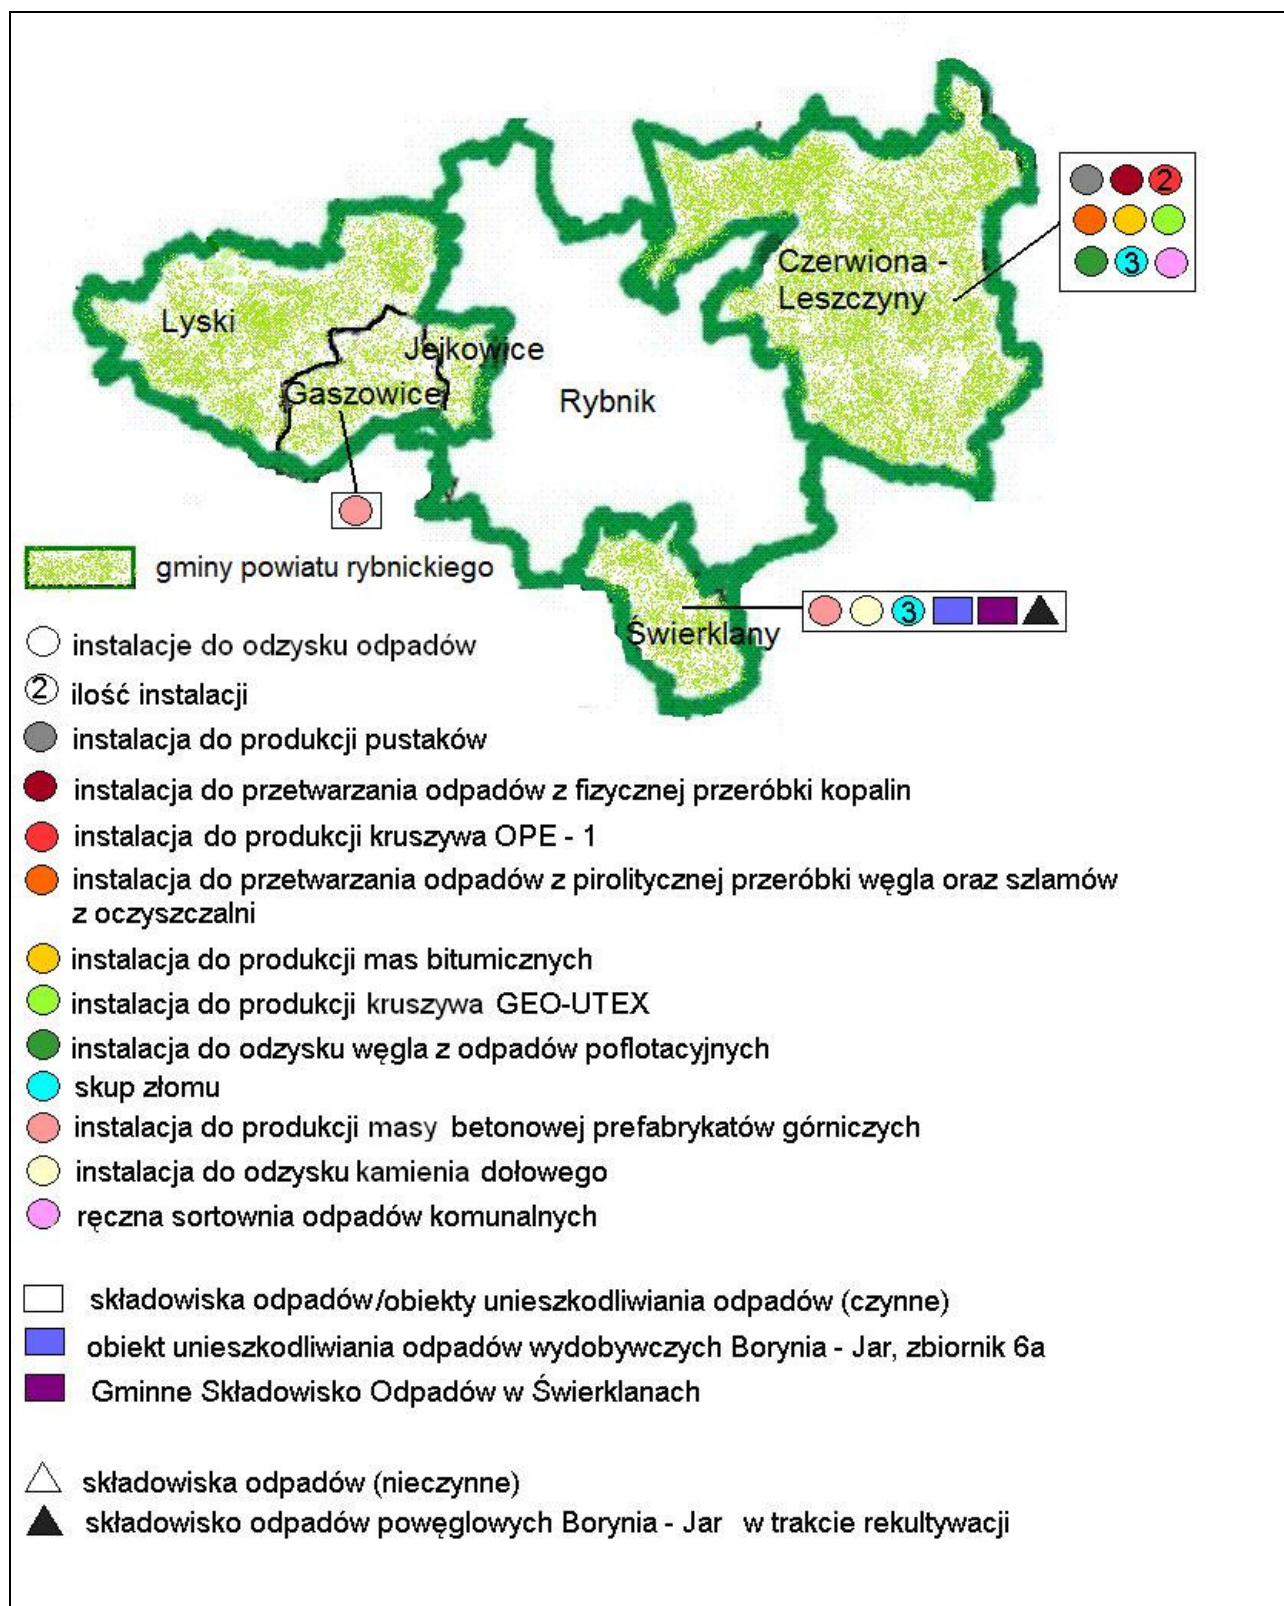 2
3
Czerwiona -
Leszczyny
Lyski
Jejkowice
Gaszowice
Rybnik
gminy powiatu rybnickiego
3
Świerklany
instalacje do odzysku odpadów
2 ilość instalacji
instalacja do produkcji pustaków
instalacja do przetwarzania odpadów z fizycznej przeróbki kopalin
instalacja do produkcji kruszywa OPE - 1
instalacja do przetwarzania odpadów z pirolitycznej przeróbki węgla oraz szlamów
z oczyszczalni
instalacja do produkcji mas bitumicznych
instalacja do produkcji kruszywa GEO-UTEX
instalacja do odzysku węgla z odpadów poflotacyjnych
skup złomu
instalacja do produkcji masy betonowej prefabrykatów górniczych
instalacja do odzysku kamienia dołowego
ręczna sortownia odpadów komunalnych
składowiska odpadów/obiekty unieszkodliwiania odpadów (czynne)
obiekt unieszkodliwiania odpadów wydobywczych Borynia - Jar, zbiornik 6a
Gminne Składowisko Odpadów w Świerklanach
składowiska odpadów (nieczynne)
składowisko odpadów powęglowych Borynia - Jar w trakcie rekultywacji